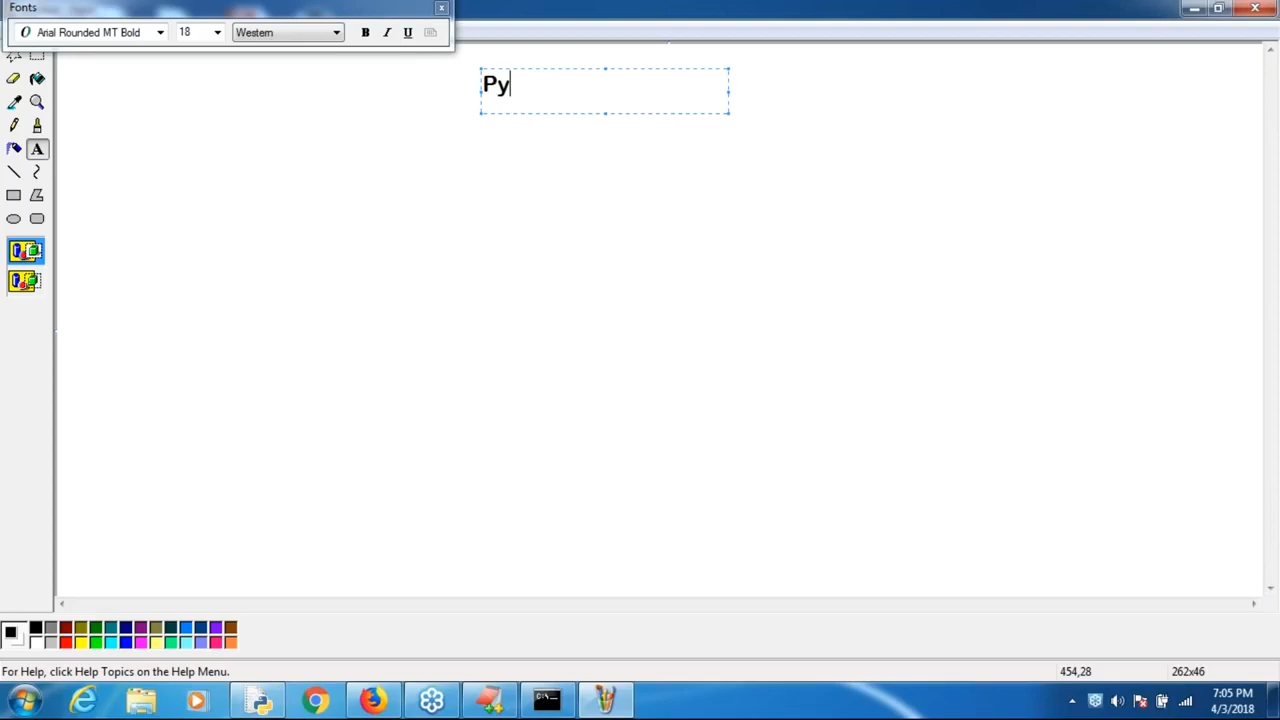 Fonts
Arial Rounded MT Bold 18 Western B I U
Py
A
For Help, click Help Topics on the Help Menu. 454,28 262x46
7:05 PM
4/3/2018